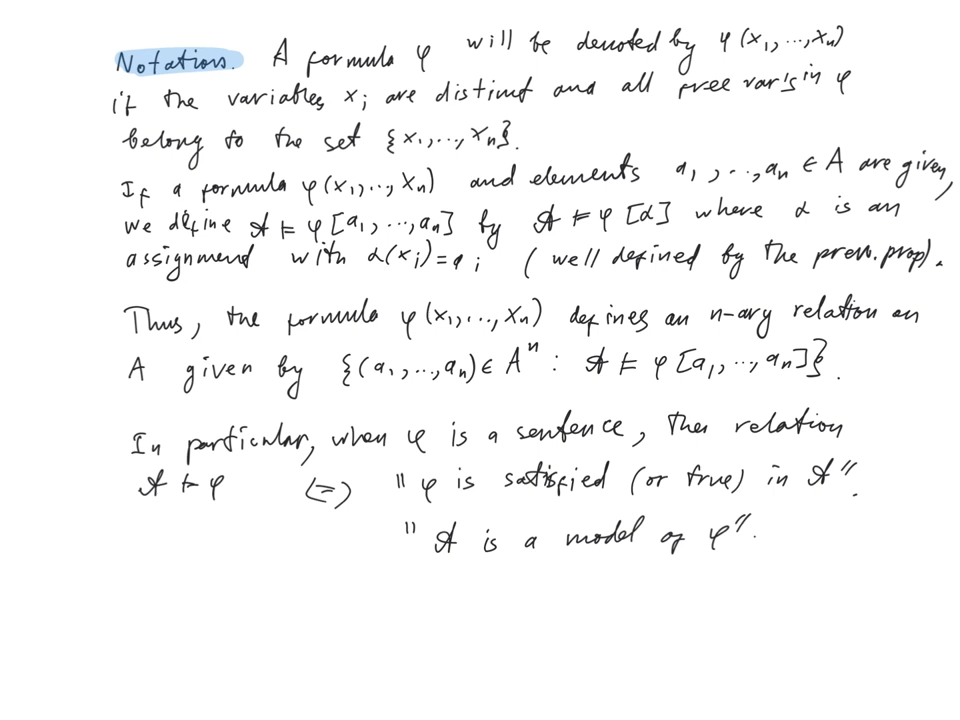 Notation. A formula φ will be denoted by φ(x₁,...,xₙ)
if the variables xᵢ are distinct and all free var's in φ
belong to the set {x₁,...,xₙ}.
If a formula φ(x₁,..,xₙ) and elements a₁,...,aₙ ∈ A are given,
we define 𝒜 ⊨ φ[a₁,...,aₙ] by 𝒜 ⊨ φ[α] where α is an
assignment with α(xᵢ)=aᵢ (well defined by the prev. prop).
Thus, the formula φ(x₁,...,xₙ) defines an n-ary relation on
A given by {(a₁,...,aₙ) ∈ Aⁿ : 𝒜 ⊨ φ[a₁,...,aₙ]}.
In particular, when φ is a sentence, the relation
𝒜 ⊨ φ (=) "φ is satisfied (or true) in 𝒜".
"𝒜 is a model of φ".